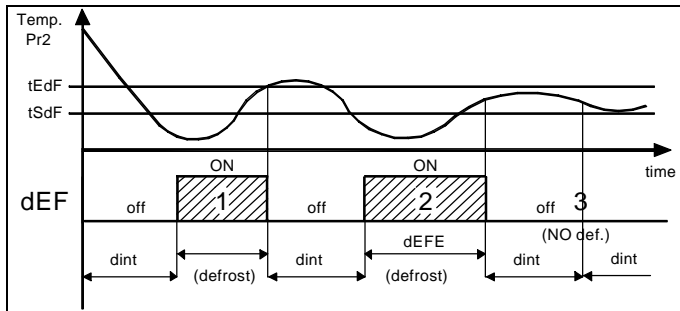 Temp.
Pr2
tEdF
tSdF
time
ON
ON
dEF
off
1
off
2
off
3
(NO def.)
dEFE
dint
(defrost)
dint
(defrost)
dint
dint